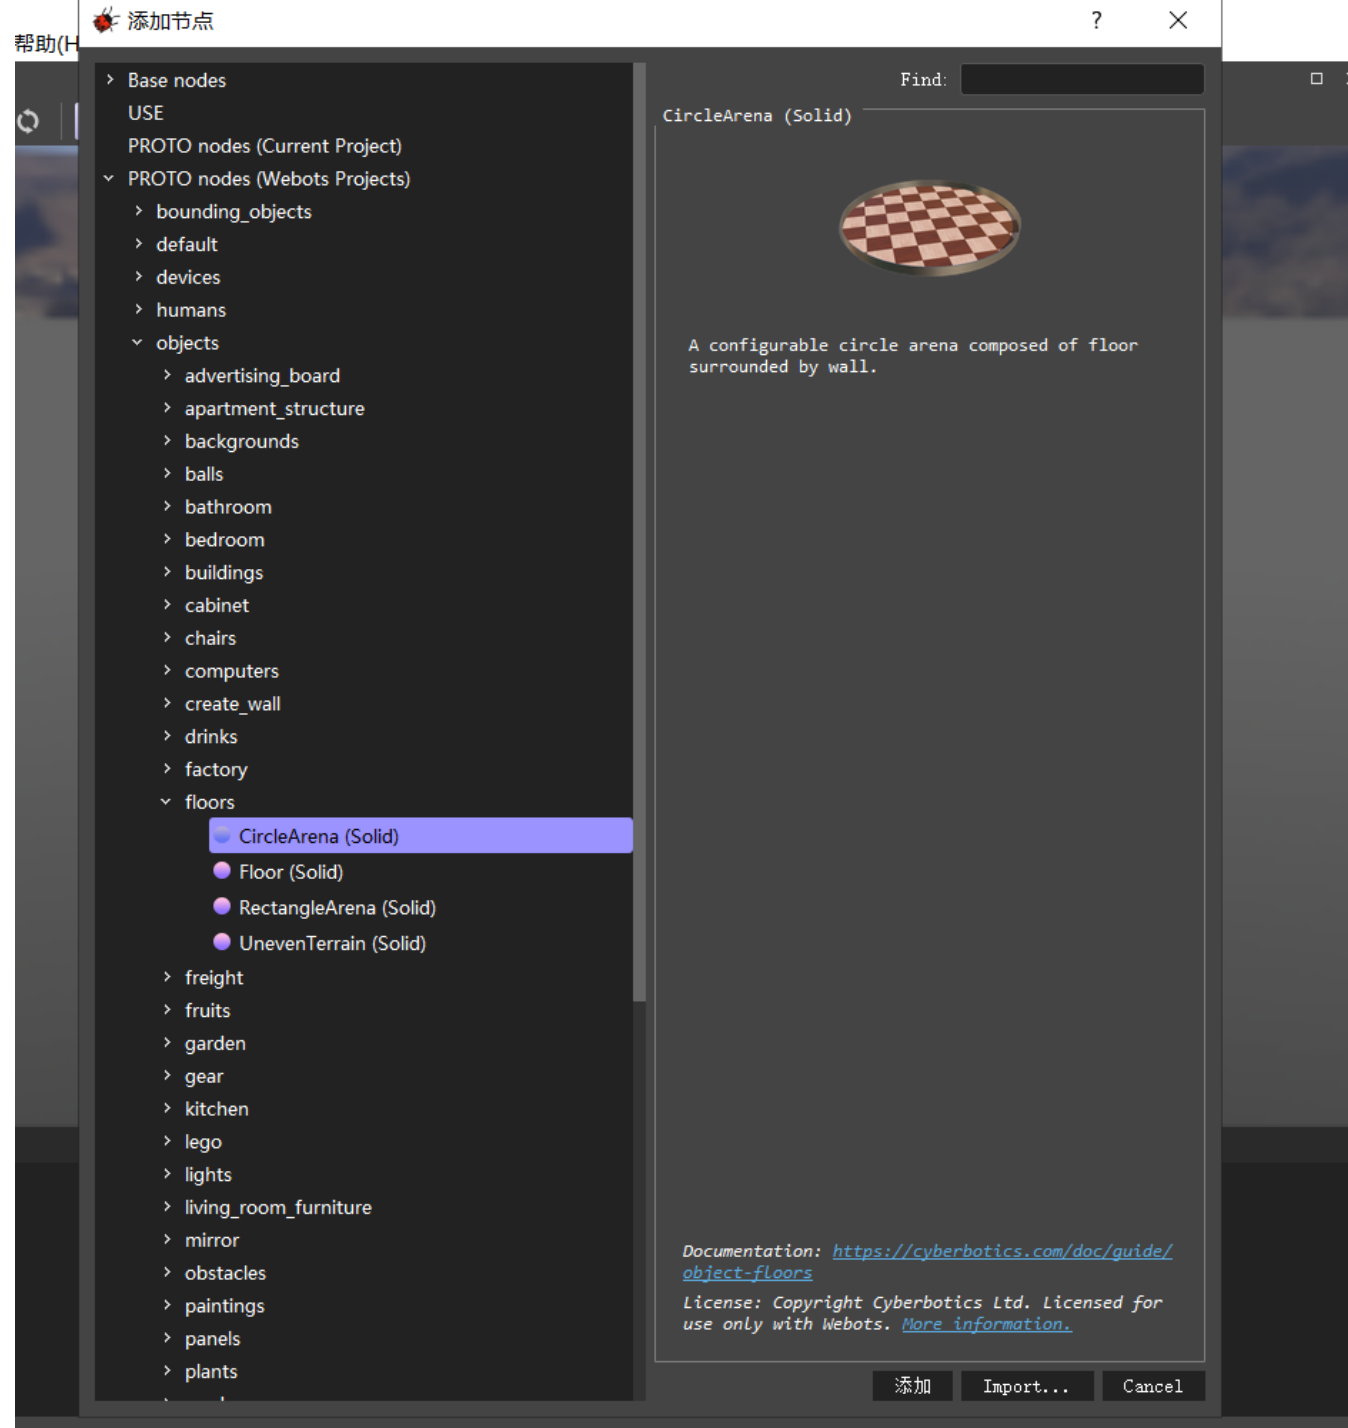 添加节点
?
帮助(H
Base nodes
USE
PROTO nodes (Current Project)
PROTO nodes (Webots Projects)
bounding_objects
default
devices
humans
objects
advertising_board
apartment_structure
backgrounds
balls
bathroom
bedroom
buildings
cabinet
chairs
computers
create_wall
drinks
factory
floors
CircleArena (Solid)
Floor (Solid)
RectangleArena (Solid)
UnevenTerrain (Solid)
freight
fruits
garden
gear
kitchen
lego
lights
living_room_furniture
mirror
obstacles
paintings
panels
plants
Find:
CircleArena (Solid)
A configurable circle arena composed of floor
surrounded by wall.
Documentation: https://cyberbotics.com/doc/guide/
object-floors
License: Copyright Cyberbotics Ltd. Licensed for
use only with Webots. More information.
添加
Import...
Cancel